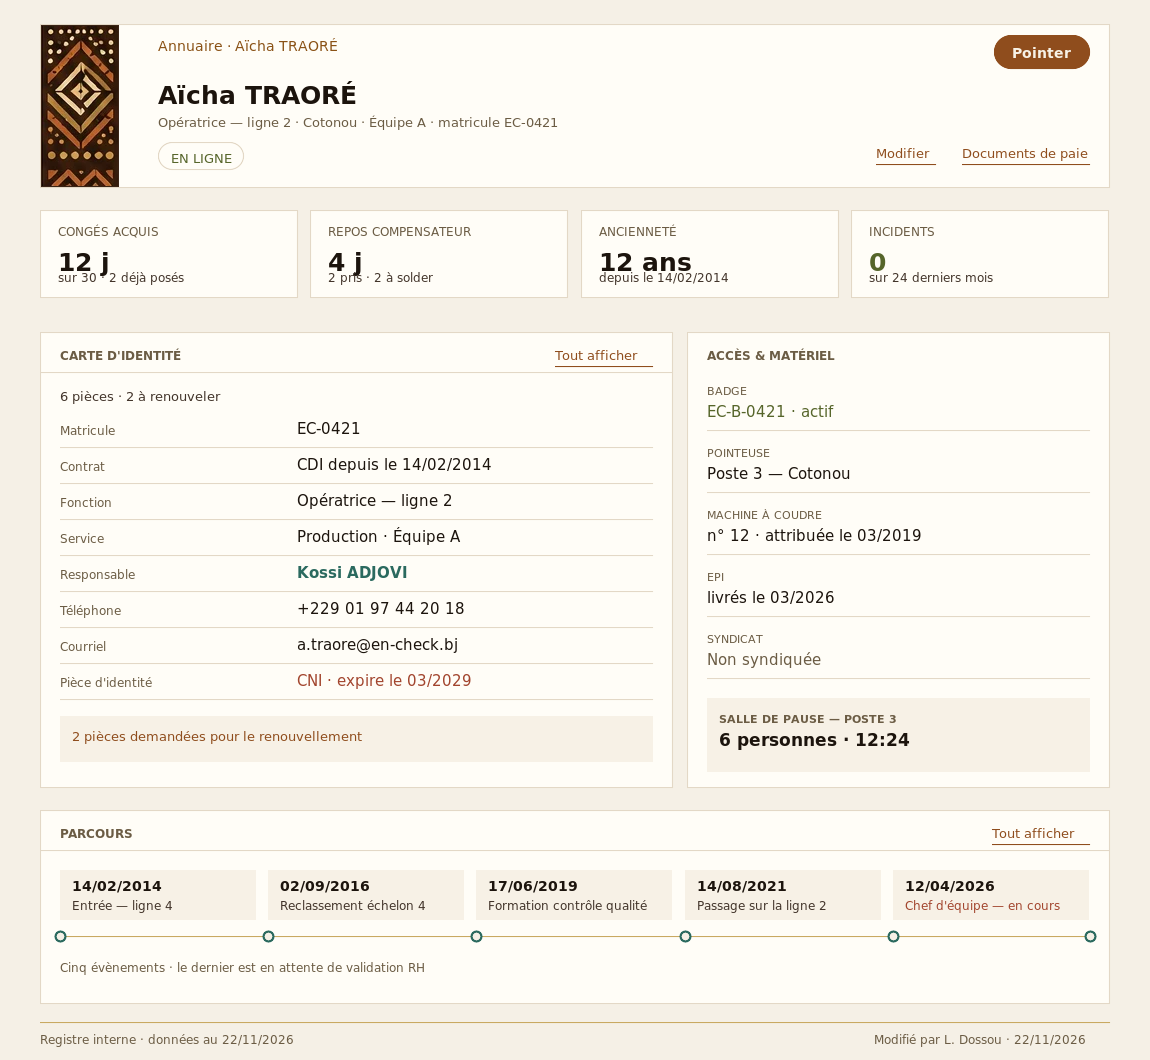 Annuaire · Aïcha TRAORÉ
Pointer
Aïcha TRAORÉ
Opératrice — ligne 2 · Cotonou · Équipe A · matricule EC-0421
EN LIGNE
Modifier
Documents de paie
CONGÉS ACQUIS
12 j
sur 30 · 2 déjà posés
REPOS COMPENSATEUR
4 j
2 pris · 2 à solder
ANCIENNETÉ
12 ans
depuis le 14/02/2014
INCIDENTS
0
sur 24 derniers mois
CARTE D'IDENTITÉ
Tout afficher
6 pièces · 2 à renouveler
Matricule EC-0421
Contrat CDI depuis le 14/02/2014
Fonction Opératrice — ligne 2
Service Production · Équipe A
Responsable Kossi ADJOVI
Téléphone +229 01 97 44 20 18
Courriel a.traore@en-check.bj
Pièce d'identité CNI · expire le 03/2029
2 pièces demandées pour le renouvellement
ACCÈS & MATÉRIEL
BADGE
EC-B-0421 · actif
POINTEUSE
Poste 3 — Cotonou
MACHINE À COUDRE
n° 12 · attribuée le 03/2019
EPI
livrés le 03/2026
SYNDICAT
Non syndiquée
SALLE DE PAUSE — POSTE 3
6 personnes · 12:24
PARCOURS
Tout afficher
14/02/2014
Entrée — ligne 4
02/09/2016
Reclassement échelon 4
17/06/2019
Formation contrôle qualité
14/08/2021
Passage sur la ligne 2
12/04/2026
Chef d'équipe — en cours
Cinq évènements · le dernier est en attente de validation RH
Registre interne · données au 22/11/2026
Modifié par L. Dossou · 22/11/2026